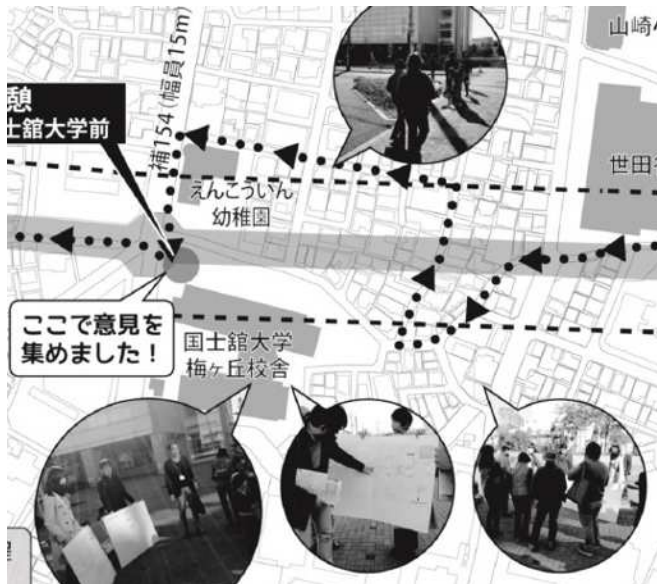 山崎小
憩
士舘大学前
補154(幅員15m)
世田谷
えんこういん
幼稚園
ここで意見を
集めました!
国士舘大学
梅ヶ丘校舎